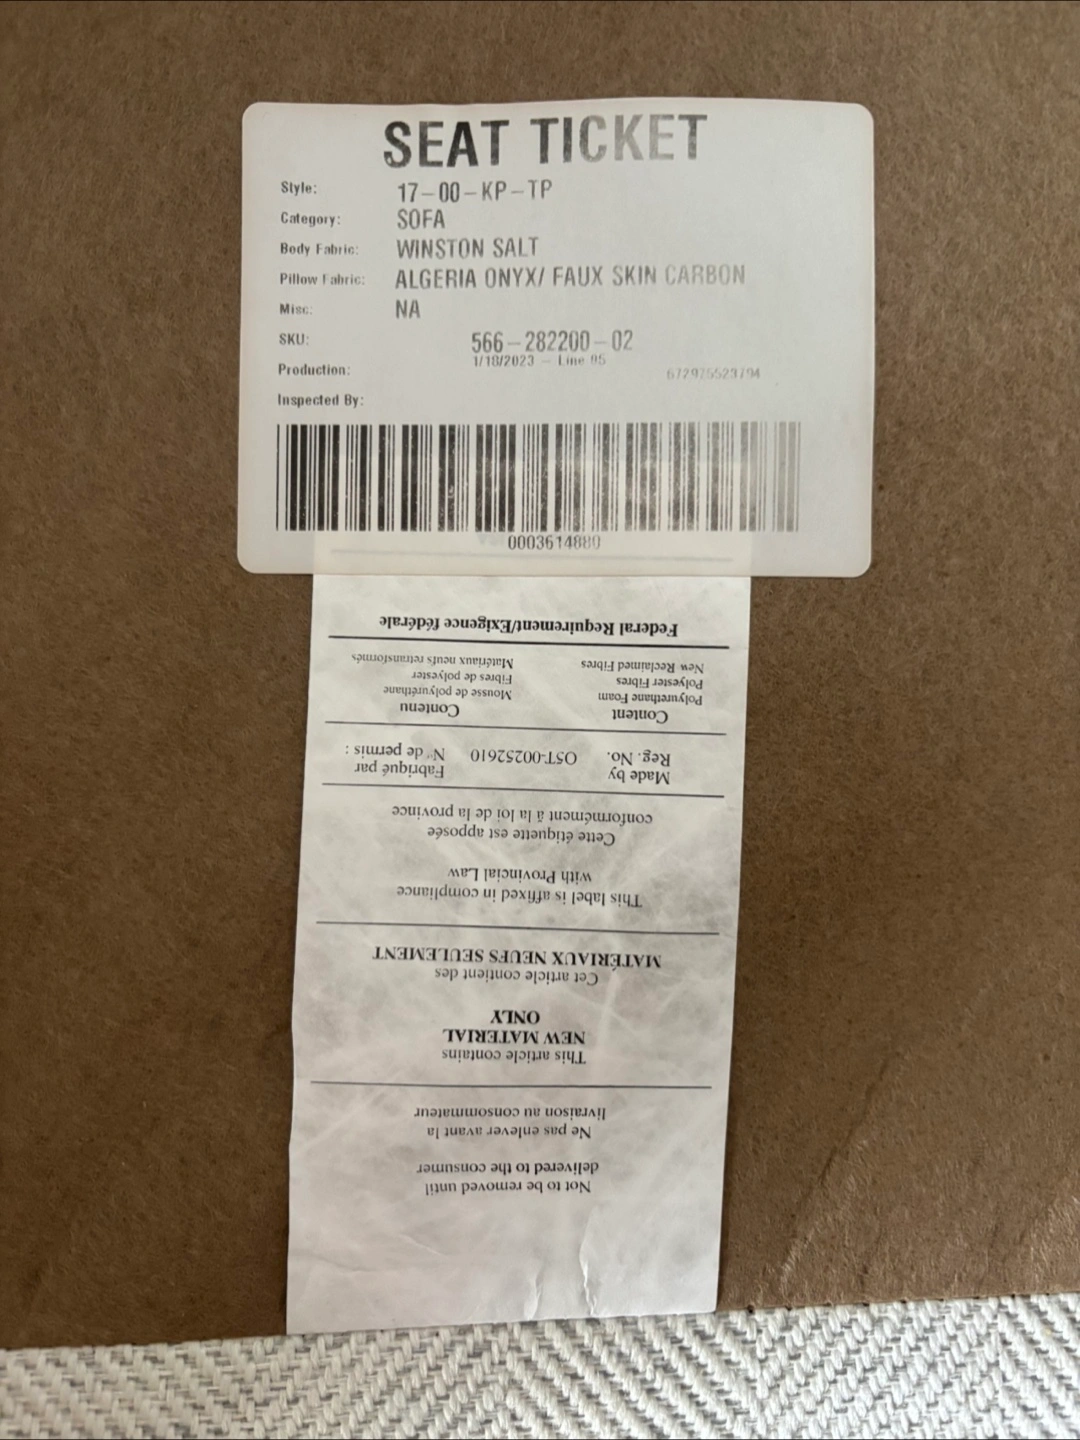 SEAT TICKET
Style: 17-00-KP-TP
Category: SOFA
Body Fabric: WINSTON SALT
Pillow Fabric: ALGERIA ONYX/ FAUX SKIN CARBON
Misc: NA
SKU: 566-282200-02
1/18/2023 - Line 95
Production: 672975523794
Inspected By:
0003614880
Not to be removed until
delivered to the consumer
Ne pas enlever avant la
livraison au consommateur
This article contains
NEW MATERIAL
ONLY
Cet article contient des
MATÉRIAUX NEUFS SEULEMENT
This label is affixed in compliance
with Provincial Law
Cette étiquette est apposée
conformément à la loi de la province
Made by Fabriqué par
Reg. No. OST-00252610 Nº de permis :
Content Contenu
Polyurethane Foam Mousse de polyuréthane
Polyester Fibres Fibres de polyester
New Reclaimed Fibres Matériaux neufs retransformés
Federal Requirement/Exigence fédérale